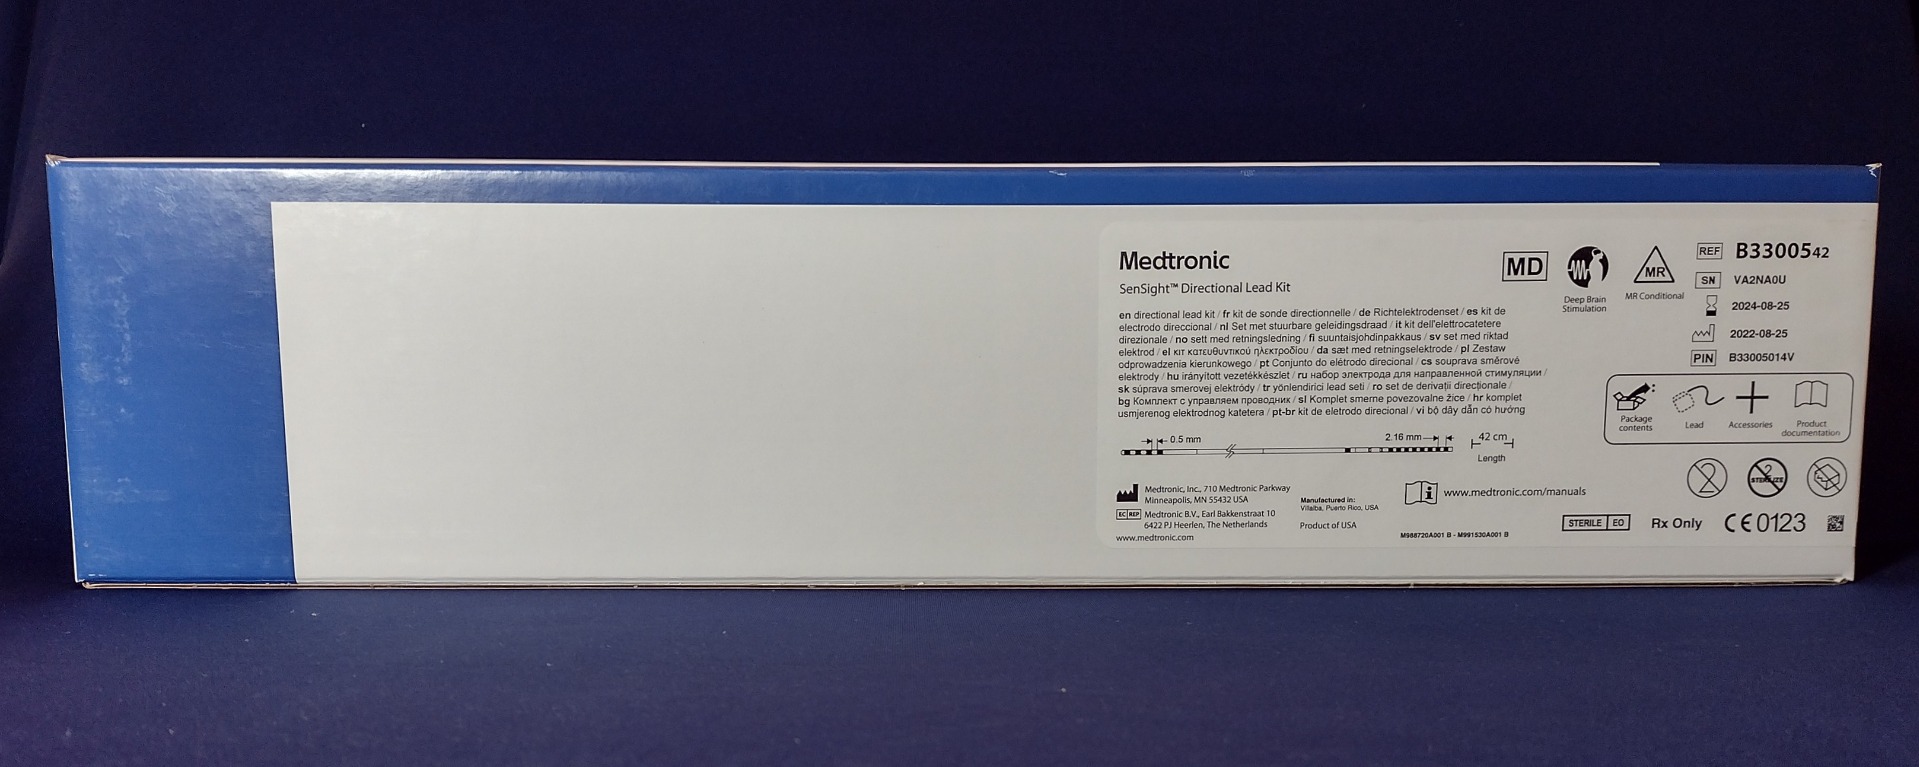 Medtronic
SenSight™ Directional Lead Kit
en directional lead kit / fr kit de sonde directionnelle / de Richtelektrodenset / es kit de
electrodo direccional / nl Set met stuurbare geleidingsdraad / it kit dell'elettrocatetere
direzionale / no sett med retningsledning / fi suuntaisjohdinpakkaus / sv set med riktad
elektrod / el κιτ κατευθυντικού ηλεκτροδίου / da sæt med retningselektrode / pl Zestaw
odprowadzenia kierunkowego / pt Conjunto do elétrodo direcional / cs souprava směrové
elektrody / hu irányított vezetékkészlet / ru набор электрода для направленной стимуляции /
sk súprava smerovej elektródy / tr yönlendirici lead seti / ro set de derivații direcționale /
bg Комплект с управляем проводник / sl Komplet smerne povezovalne žice / hr komplet
usmjerenog elektrodnog katetera / pt-br kit de eletrodo direcional / vi bộ dây dẫn có hướng
0.5 mm
2.16 mm
42 cm
Length
Medtronic, Inc., 710 Medtronic Parkway
Minneapolis, MN 55432 USA
EC REP Medtronic B.V., Earl Bakkenstraat 10
6422 PJ Heerlen, The Netherlands
www.medtronic.com
Manufactured in:
Villalba, Puerto Rico, USA
Product of USA
www.medtronic.com/manuals
M988720A001 B - M991530A001 B
MD
Deep Brain
Stimulation
MR
MR Conditional
REF B3300542
SN VA2NA0U
2024-08-25
2022-08-25
PIN B33005014V
Package
contents
Lead
Accessories
Product
documentation
2
2
STERILIZE
STERILE EO
Rx Only
CE 0123